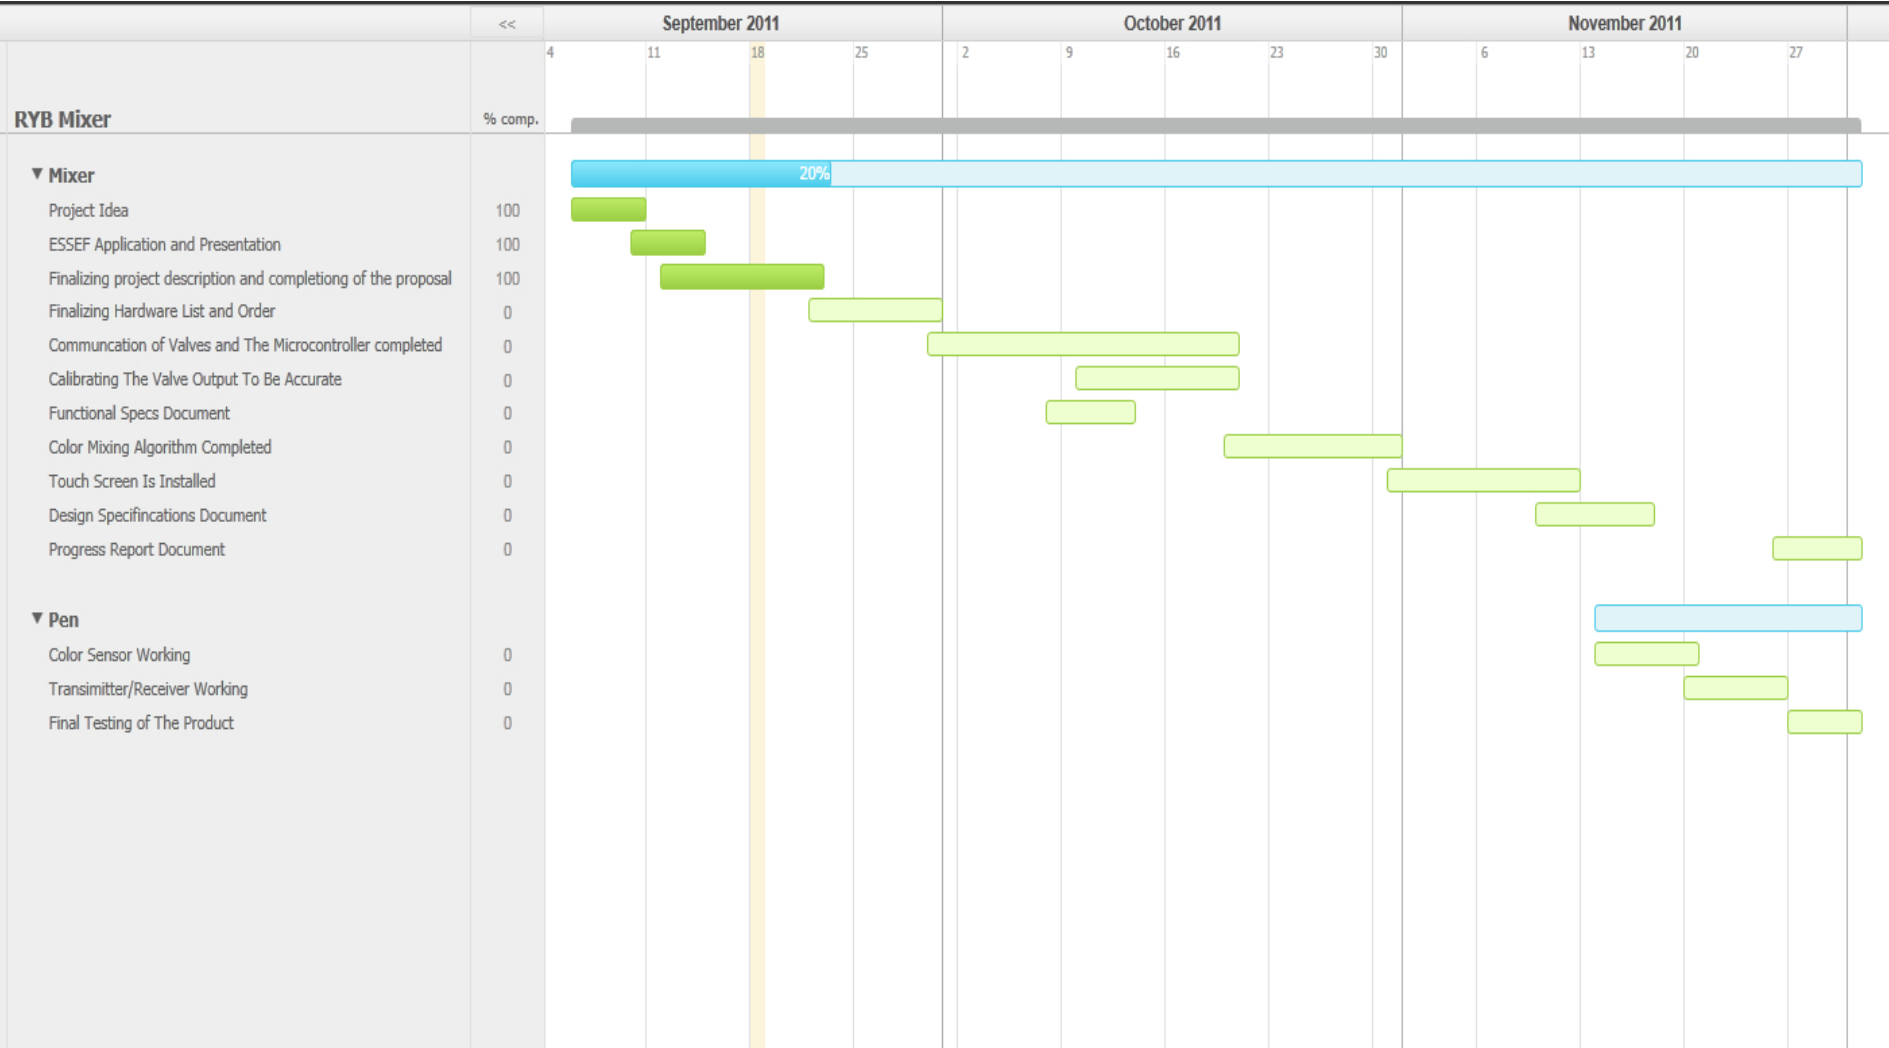 << September 2011 October 2011 November 2011
4 11 18 25 2 9 16 23 30 6 13 20 27
RYB Mixer % comp.
▼ Mixer 20%
Project Idea 100
ESSEF Application and Presentation 100
Finalizing project description and completiong of the proposal 100
Finalizing Hardware List and Order 0
Communcation of Valves and The Microcontroller completed 0
Calibrating The Valve Output To Be Accurate 0
Functional Specs Document 0
Color Mixing Algorithm Completed 0
Touch Screen Is Installed 0
Design Specifincations Document 0
Progress Report Document 0
▼ Pen
Color Sensor Working 0
Transimitter/Receiver Working 0
Final Testing of The Product 0